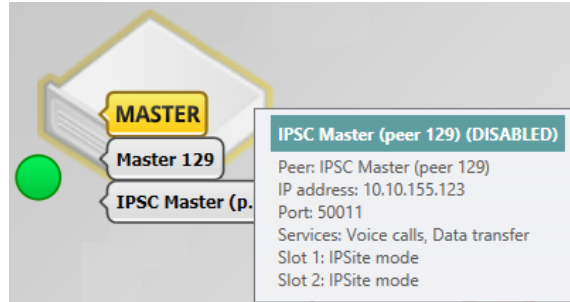 MASTER
Master 129
IPSC Master (p.
IPSC Master (peer 129) (DISABLED)
Peer: IPSC Master (peer 129)
IP address: 10.10.155.123
Port: 50011
Services: Voice calls, Data transfer
Slot 1: IPSite mode
Slot 2: IPSite mode